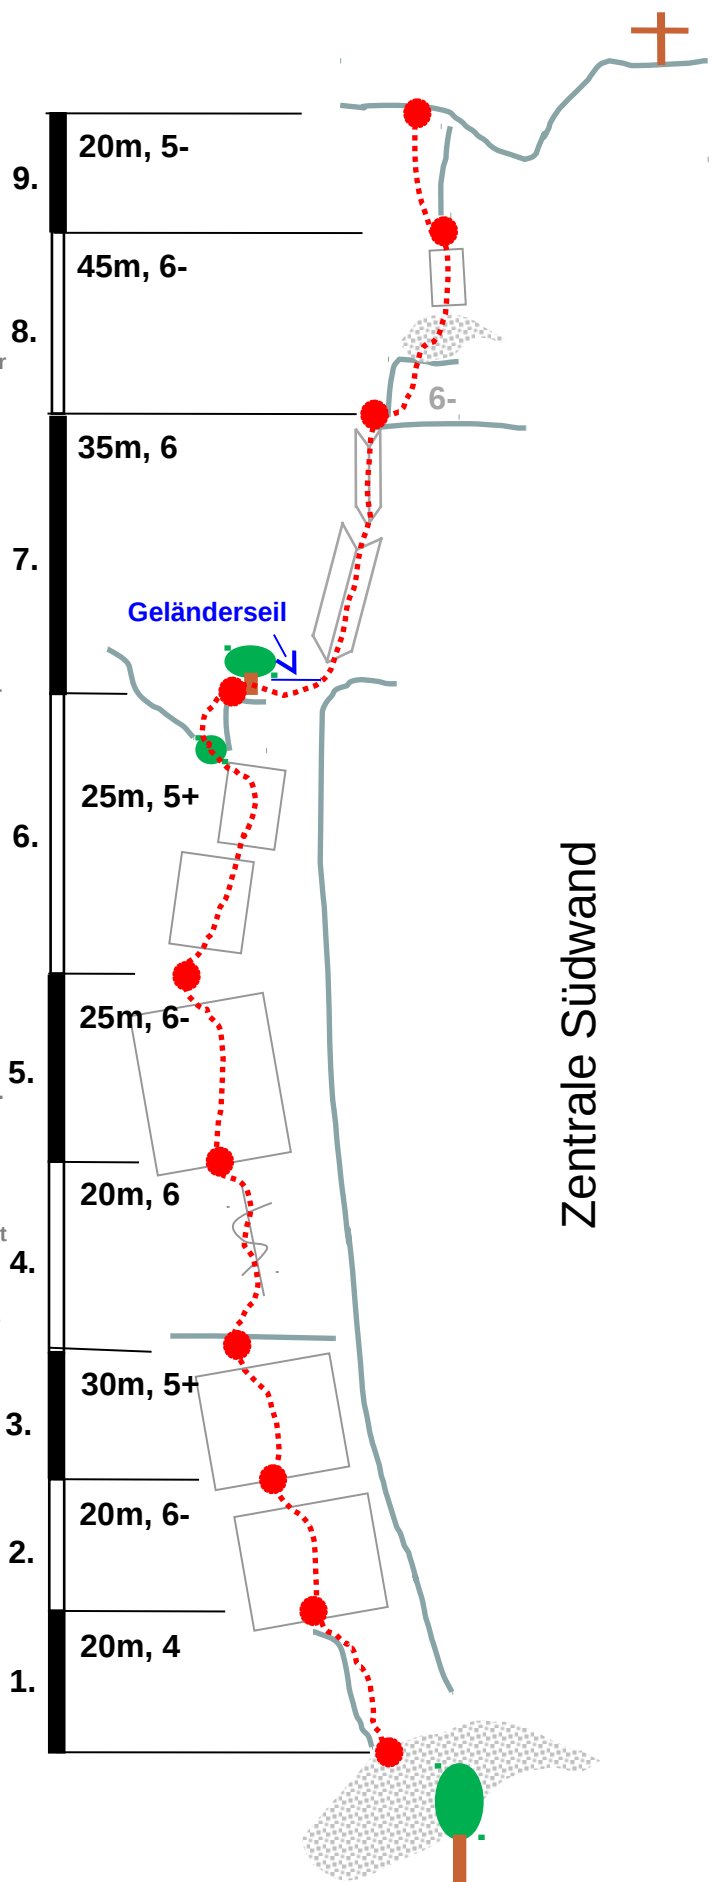 9.
20m, 5-
45m, 6-
8.
r
6-
35m, 6
7.
Geländerseil
25m, 5+
6.
Zentrale Südwand
25m, 6-
5.
20m, 6
t
4.
30m, 5+
3.
20m, 6-
2.
20m, 4
1.